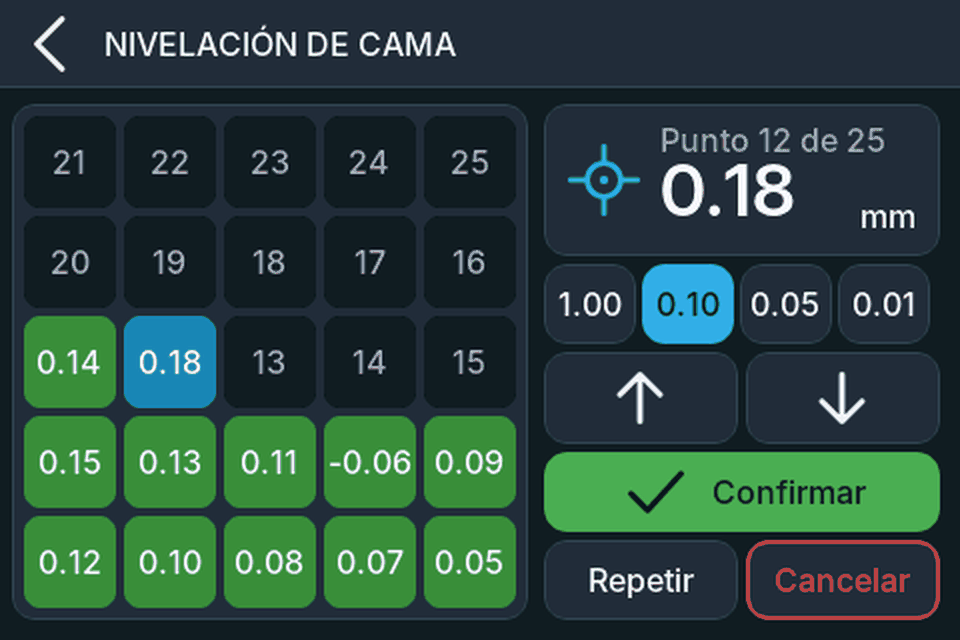 NIVELACIÓN DE CAMA
21 22 23 24 25
20 19 18 17 16
0.14 0.18 13 14 15
0.15 0.13 0.11 -0.06 0.09
0.12 0.10 0.08 0.07 0.05
Punto 12 de 25
0.18 mm
1.00 0.10 0.05 0.01
Confirmar
Repetir Cancelar